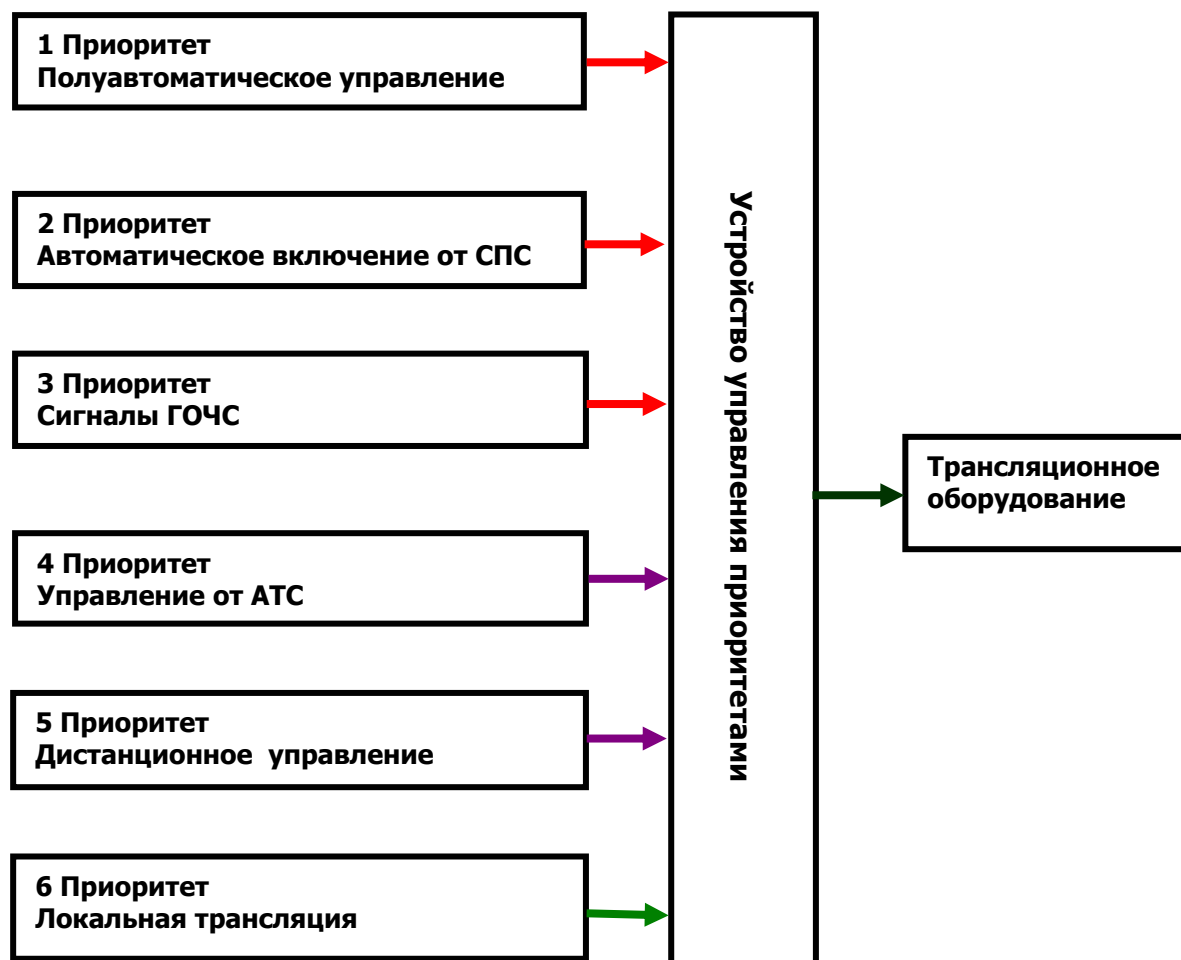 1 Приоритет
Полуавтоматическое управление
2 Приоритет
Автоматическое включение от СПС
3 Приоритет
Сигналы ГОЧС
4 Приоритет
Управление от АТС
5 Приоритет
Дистанционное управление
6 Приоритет
Локальная трансляция
Устройство управления приоритетами
Трансляционное
оборудование